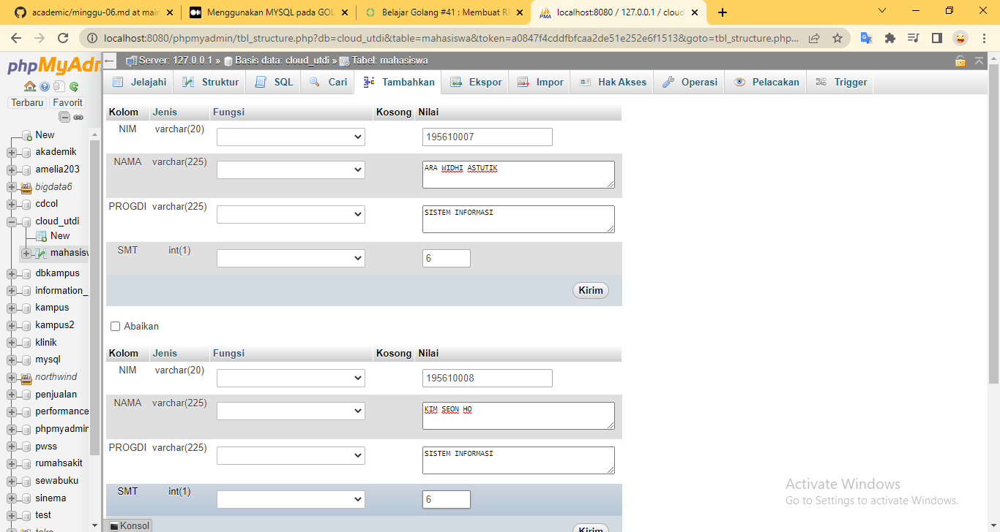 academic/minggu-06.md at main
Menggunakan MYSQL pada GOL
Belajar Golang #41 : Membuat RE
localhost:8080 / 127.0.0.1 / cloud
localhost:8080/phpmyadmin/tbl_structure.php?db=cloud_utdi&table=mahasiswa&token=a0847f4cddfbfcaa2de51e252e6f1513&goto=tbl_structure.php...
phpMyAdm
Terbaru Favorit
New
akademik
amelia203
bigdata6
cdcol
cloud_utdi
New
mahasisw
dbkampus
information_
kampus
kampus2
klinik
mysql
northwind
penjualan
performance
phpmyadmin
pwss
rumahsakit
sewabuku
sinema
test
toko
Server: 127.0.0.1 » Basis data: cloud_utdi » Tabel: mahasiswa
Jelajahi Struktur SQL Cari Tambahkan Ekspor Impor Hak Akses Operasi Pelacakan Trigger
Kolom Jenis Fungsi Kosong Nilai
NIM varchar(20) 195610007
NAMA varchar(225) ARA WIDHI ASTUTIK
PROGDI varchar(225) SISTEM INFORMASI
SMT int(1) 6
Kirim
Abaikan
Kolom Jenis Fungsi Kosong Nilai
NIM varchar(20) 195610008
NAMA varchar(225) KIM SEON HO
PROGDI varchar(225) SISTEM INFORMASI
SMT int(1) 6
Kirim
Konsol
Activate Windows
Go to Settings to activate Windows.